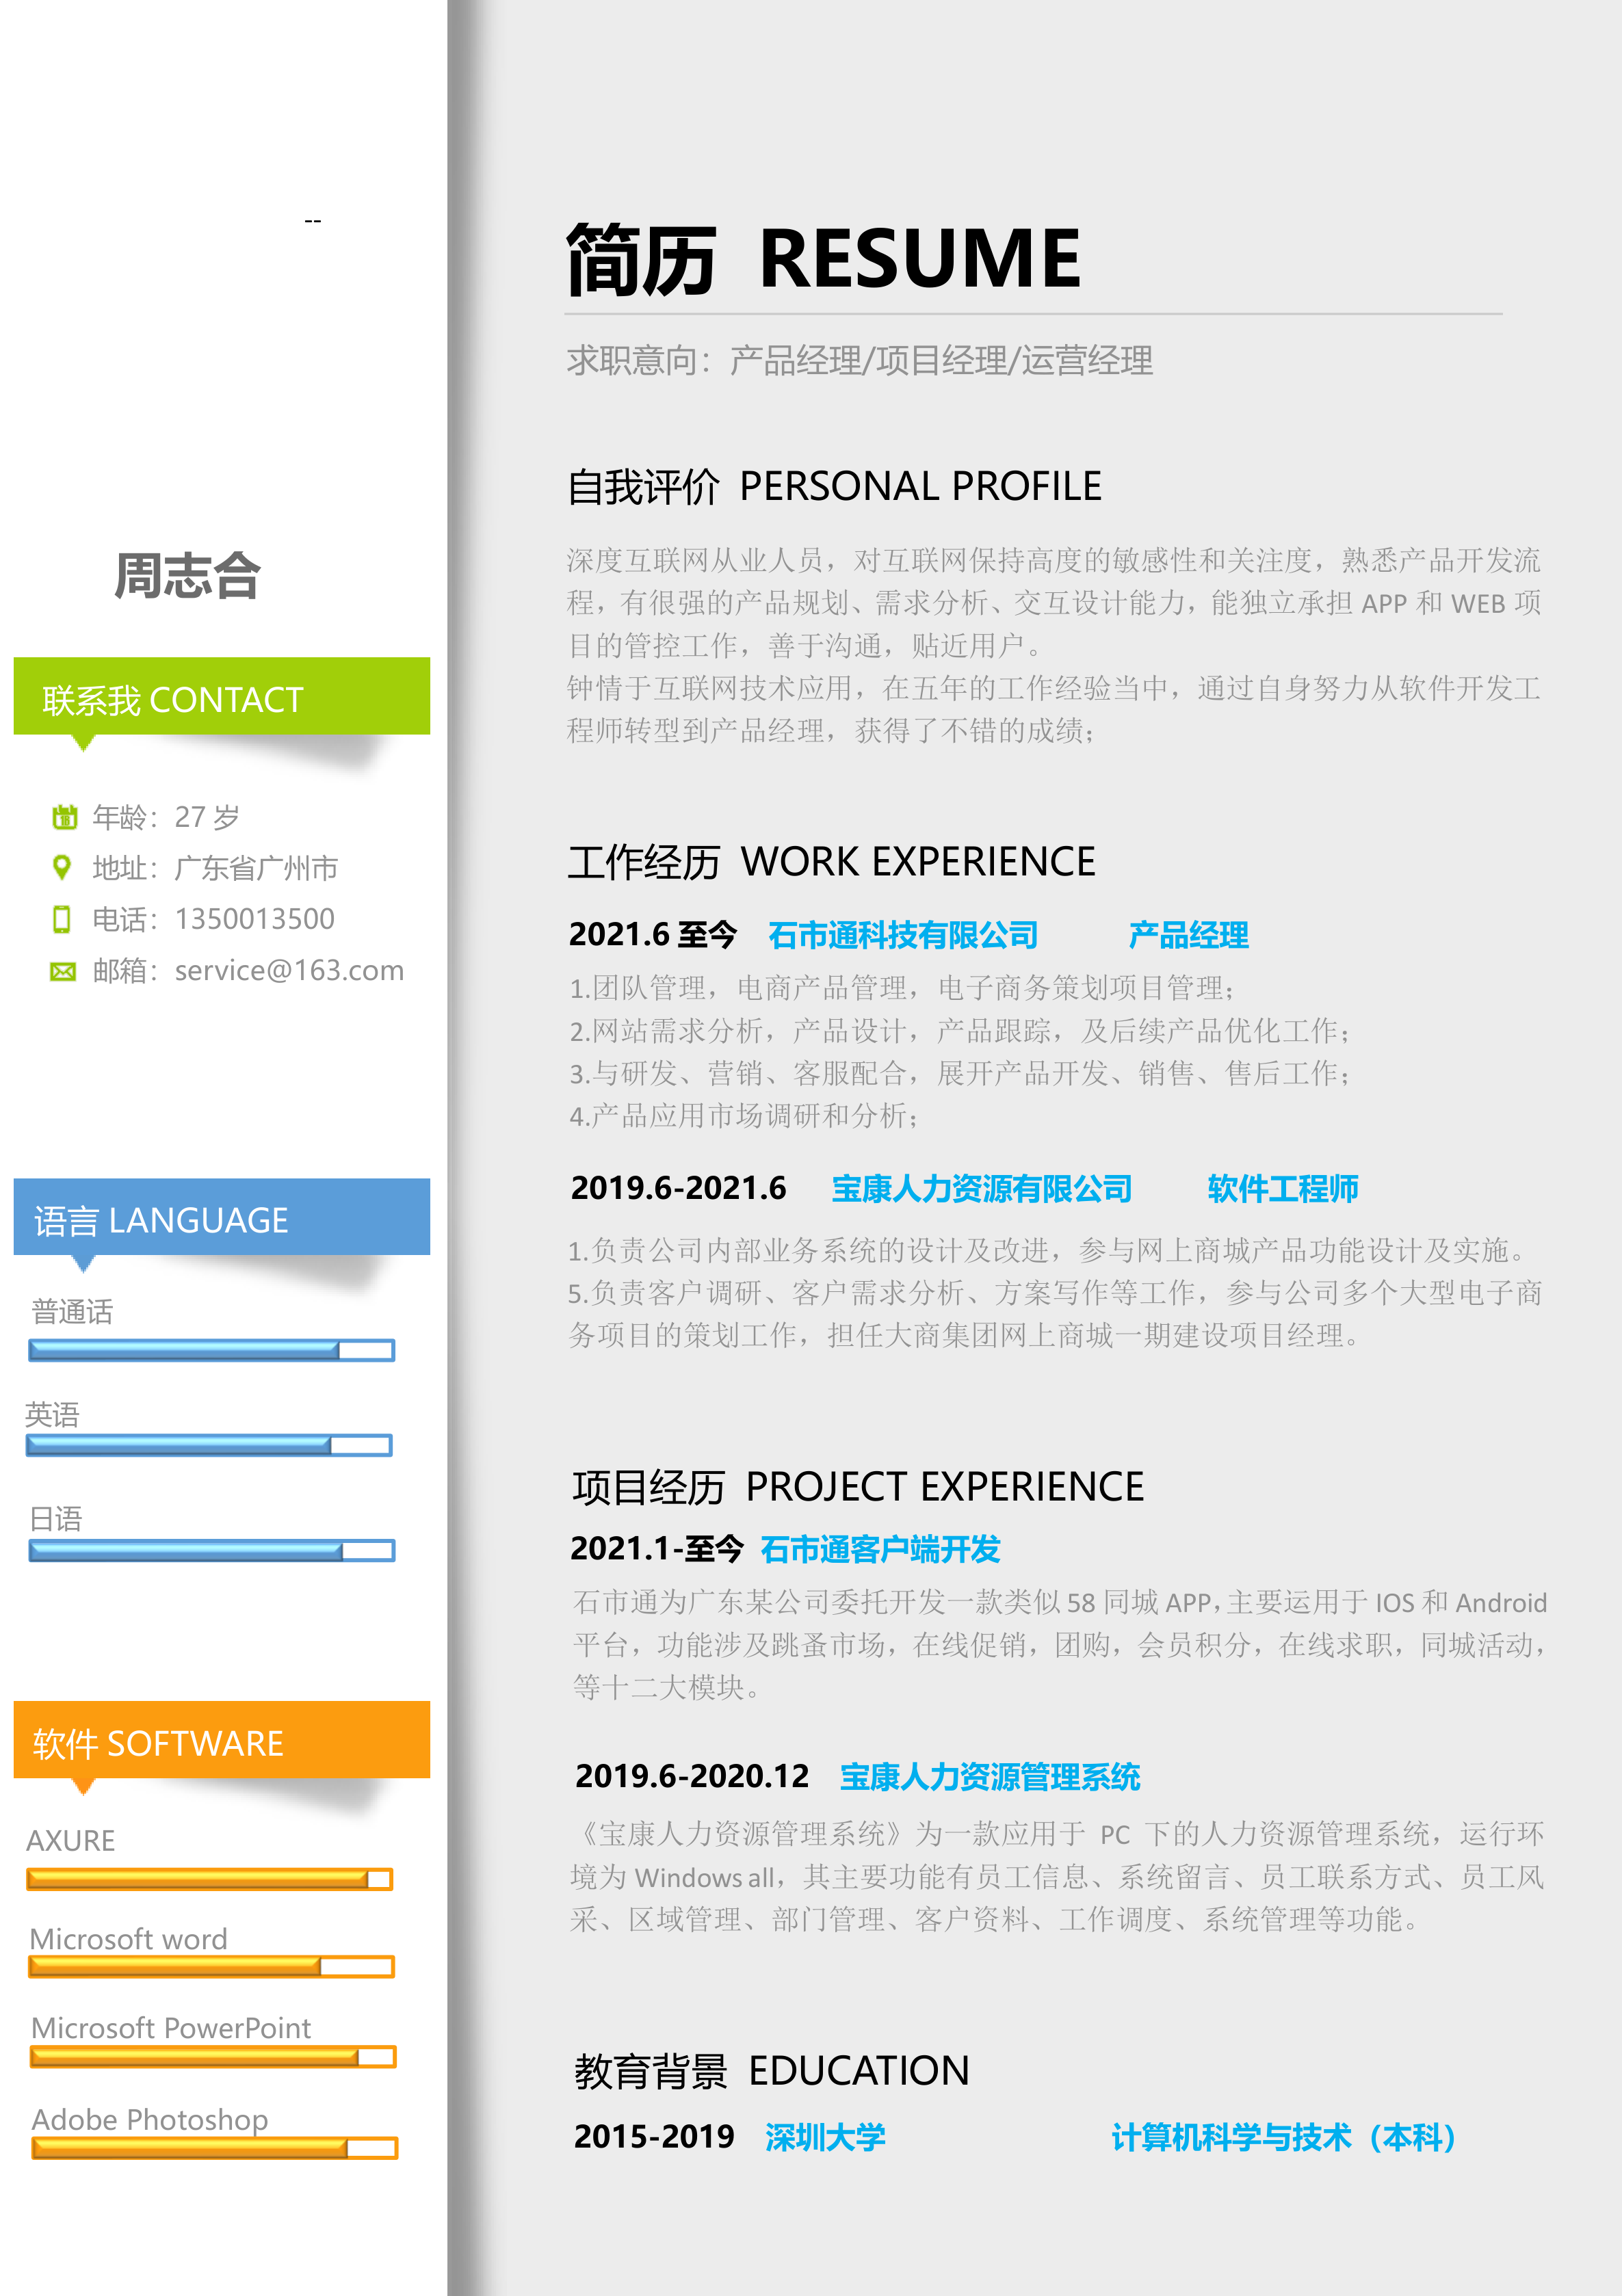 --
周志合
联系我 CONTACT
年龄：27 岁
地址：广东省广州市
电话：1350013500
邮箱：service@163.com
语言 LANGUAGE
普通话
英语
日语
软件 SOFTWARE
AXURE
Microsoft word
Microsoft PowerPoint
Adobe Photoshop
简历 RESUME
求职意向：产品经理/项目经理/运营经理
自我评价 PERSONAL PROFILE
深度互联网从业人员，对互联网保持高度的敏感性和关注度，熟悉产品开发流
程，有很强的产品规划、需求分析、交互设计能力，能独立承担 APP 和 WEB 项
目的管控工作，善于沟通，贴近用户。
钟情于互联网技术应用，在五年的工作经验当中，通过自身努力从软件开发工
程师转型到产品经理，获得了不错的成绩；
工作经历 WORK EXPERIENCE
2021.6 至今 石市通科技有限公司 产品经理
1.团队管理，电商产品管理，电子商务策划项目管理；
2.网站需求分析，产品设计，产品跟踪，及后续产品优化工作；
3.与研发、营销、客服配合，展开产品开发、销售、售后工作；
4.产品应用市场调研和分析；
2019.6-2021.6 宝康人力资源有限公司 软件工程师
1.负责公司内部业务系统的设计及改进，参与网上商城产品功能设计及实施。
5.负责客户调研、客户需求分析、方案写作等工作，参与公司多个大型电子商
务项目的策划工作，担任大商集团网上商城一期建设项目经理。
项目经历 PROJECT EXPERIENCE
2021.1-至今 石市通客户端开发
石市通为广东某公司委托开发一款类似 58 同城 APP，主要运用于 IOS 和 Android
平台，功能涉及跳蚤市场，在线促销，团购，会员积分，在线求职，同城活动，
等十二大模块。
2019.6-2020.12 宝康人力资源管理系统
《宝康人力资源管理系统》为一款应用于 PC 下的人力资源管理系统，运行环
境为 Windows all，其主要功能有员工信息、系统留言、员工联系方式、员工风
采、区域管理、部门管理、客户资料、工作调度、系统管理等功能。
教育背景 EDUCATION
2015-2019 深圳大学 计算机科学与技术（本科）